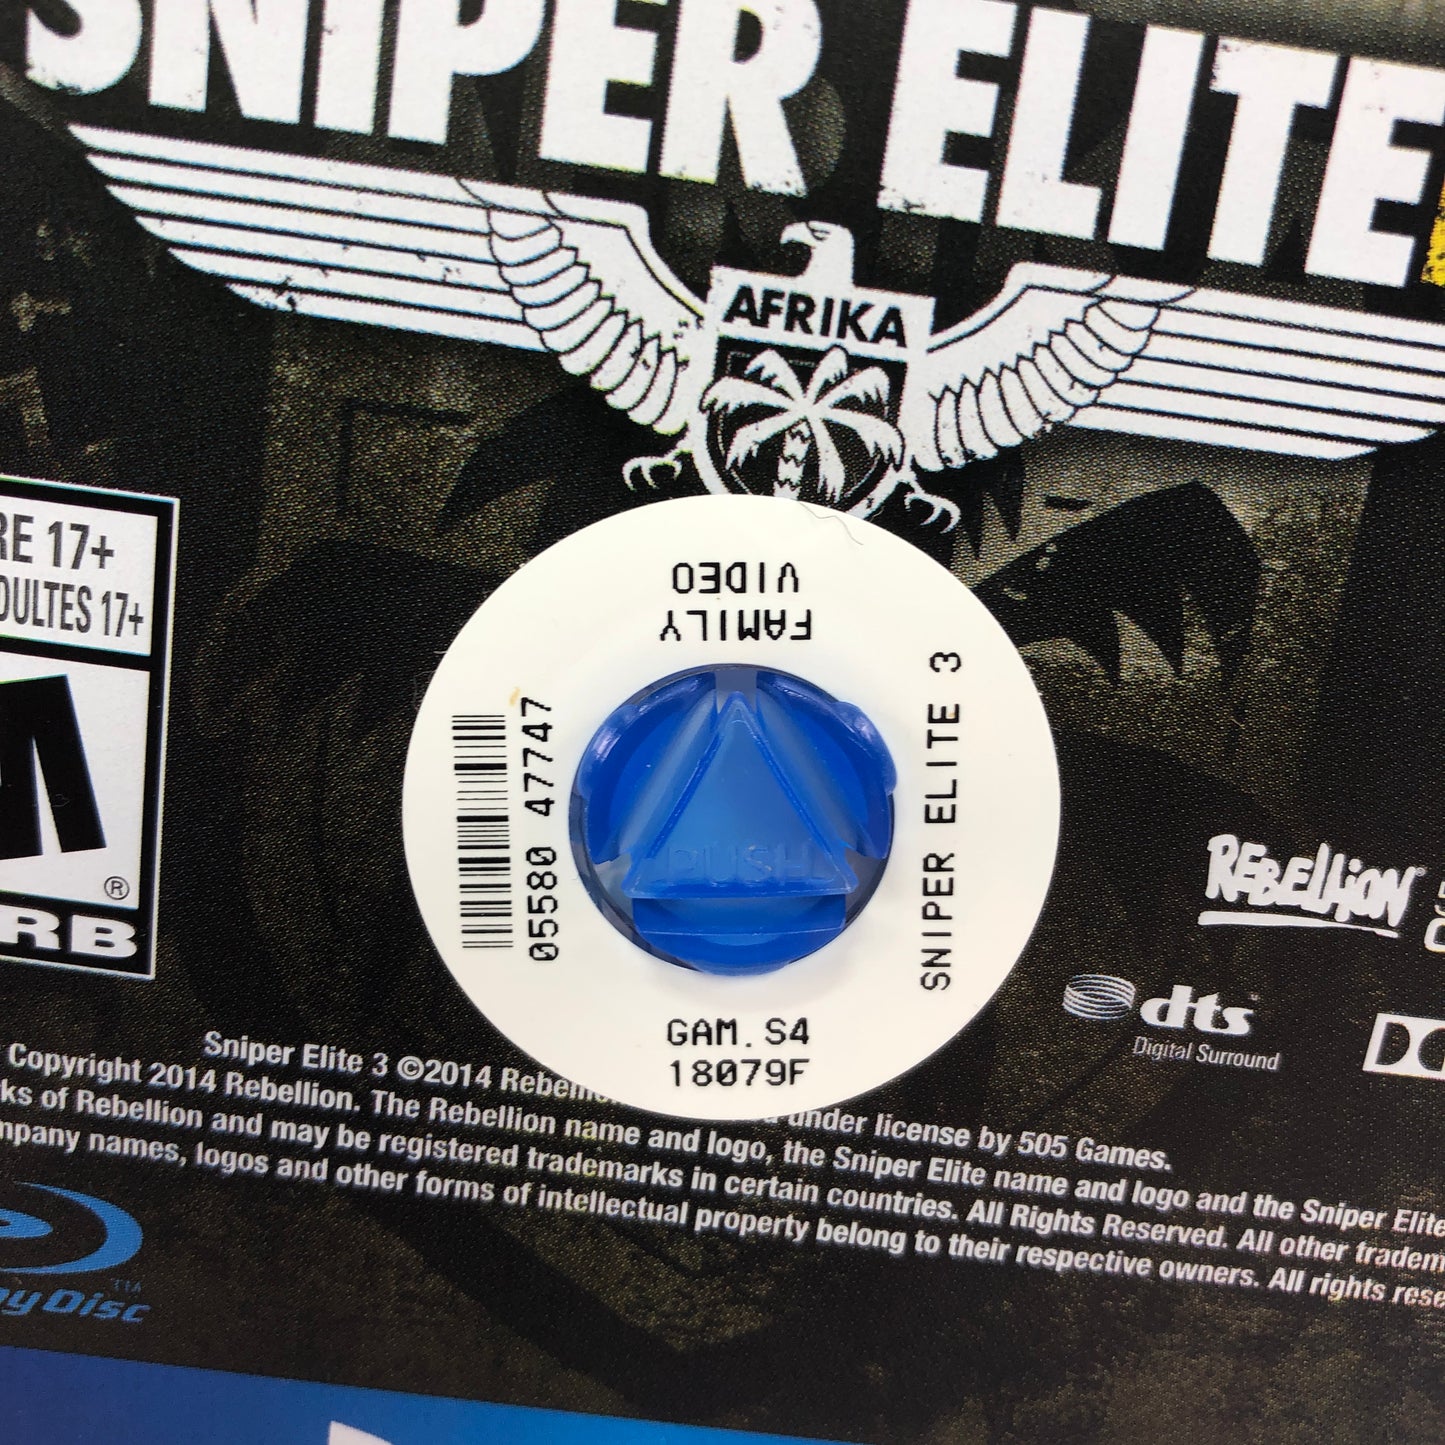 SNIPER ELITE
AFRIKA
RE 17+
DULTES 17+
M
®
RB
FAMILY
VIDEO
05580 47747
SNIPER ELITE 3
PUSH
GAM. S4
18079F
REBELLION
dts
Digital Surround
Sniper Elite 3 ©2014 under license by 505 Games.
Copyright 2014 Rebellion. The Rebellion name and logo, the Sniper Elite name and logo and the Sniper Elite
ks of Rebellion and may be registered trademarks in certain countries. All Rights Reserved. All other tradem
mpany names, logos and other forms of intellectual property belong to their respective owners. All rights rese
ay Disc
TM